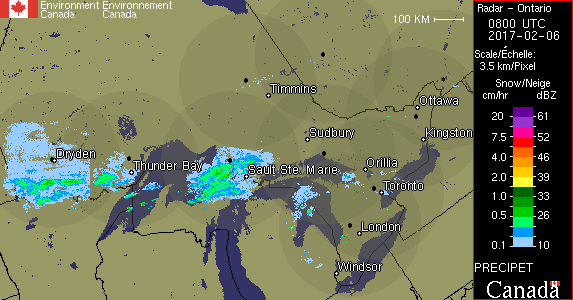 Environment Environnement
Canada Canada
100 KM
Timmins
Ottawa
Sudbury
Kingston
Dryden
Thunder Bay
Sault Ste. Marie
Orillia
Toronto
London
Windsor
Radar - Ontario
0800 UTC
2017-02-06
Scale/Échelle:
3.5 km/Pixel
Snow/Neige
cm/hr dBZ
20 61
7.5 52
4.0 46
2.0 39
1.0 33
0.5 26
0.1 10
PRECIPET
Canada